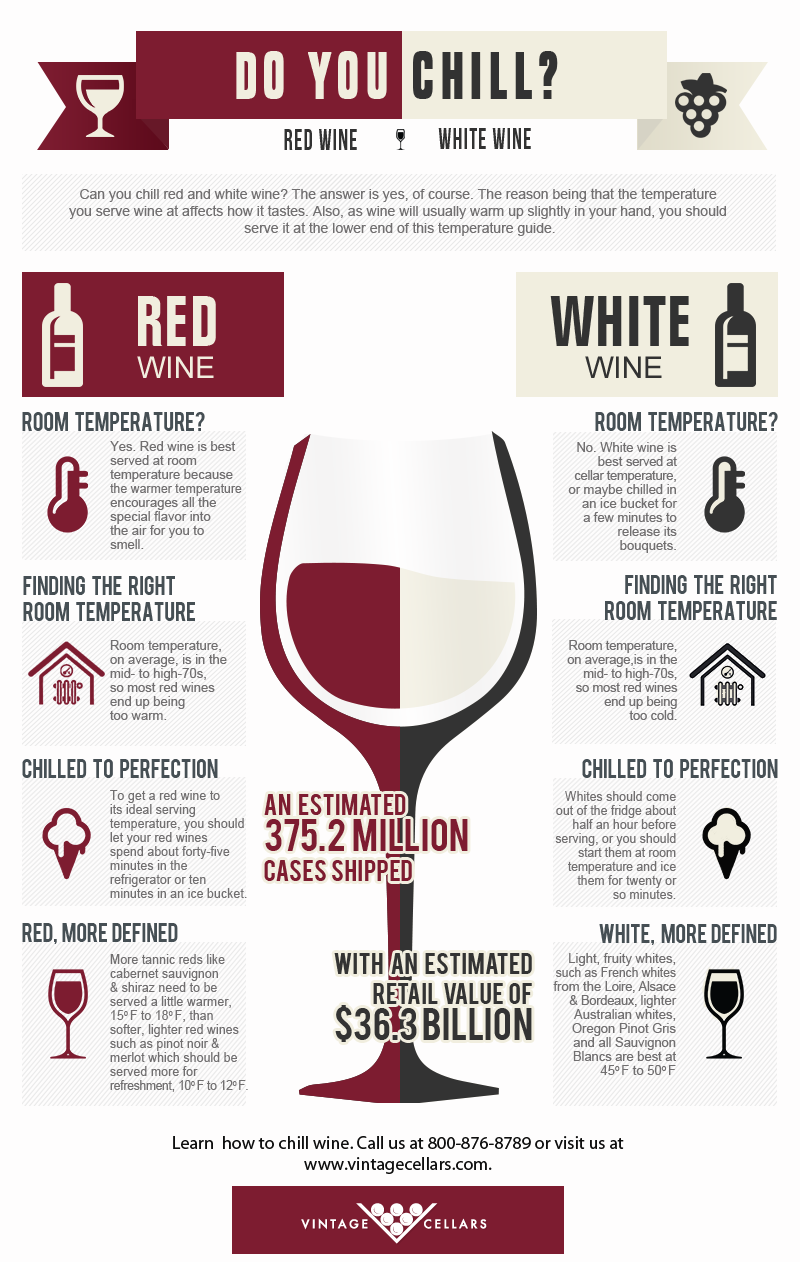 DO YOU CHILL?
RED WINE WHITE WINE
Can you chill red and white wine? The answer is yes, of course. The reason being that the temperature
you serve wine at affects how it tastes. Also, as wine will usually warm up slightly in your hand, you should
serve it at the lower end of this temperature guide.
RED
WINE
ROOM TEMPERATURE?
Yes. Red wine is best
served at room
temperature because
the warmer temperature
encourages all the
special flavor into
the air for you to
smell.
FINDING THE RIGHT
ROOM TEMPERATURE
Room temperature,
on average, is in the
mid- to high-70s,
so most red wines
end up being
too warm.
CHILLED TO PERFECTION
To get a red wine to
its ideal serving
temperature, you should
let your red wines
spend about forty-five
minutes in the
refrigerator or ten
minutes in an ice bucket.
RED, MORE DEFINED
More tannic reds like
cabernet sauvignon
& shiraz need to be
served a little warmer,
15º F to 18º F, than
softer, lighter red wines
such as pinot noir &
merlot which should be
served more for
refreshment, 10º F to 12º F.
WHITE
WINE
ROOM TEMPERATURE?
No. White wine is
best served at
cellar temperature,
or maybe chilled in
an ice bucket for
a few minutes to
release its
bouquets.
FINDING THE RIGHT
ROOM TEMPERATURE
Room temperature,
on average,is in the
mid- to high-70s,
so most red wines
end up being
too cold.
CHILLED TO PERFECTION
Whites should come
out of the fridge about
half an hour before
serving, or you should
start them at room
temperature and ice
them for twenty or
so minutes.
WHITE, MORE DEFINED
Light, fruity whites,
such as French whites
from the Loire, Alsace
& Bordeaux, lighter
Australian whites,
Oregon Pinot Gris
and all Sauvignon
Blancs are best at
45º F to 50º F
AN ESTIMATED
375.2 MILLION
CASES SHIPPED
WITH AN ESTIMATED
RETAIL VALUE OF
$36.3 BILLION
Learn how to chill wine. Call us at 800-876-8789 or visit us at
www.vintagecellars.com.
VINTAGE CELLARS